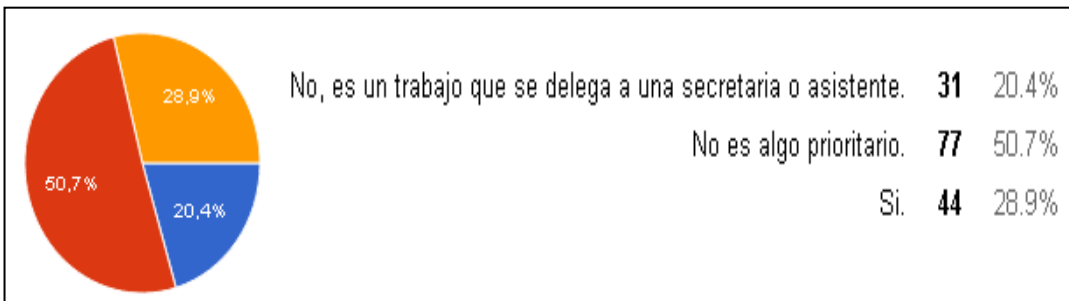 28,9%
50,7%
20,4%
No, es un trabajo que se delega a una secretaria o asistente. 31 20.4%
No es algo prioritario. 77 50.7%
Si. 44 28.9%